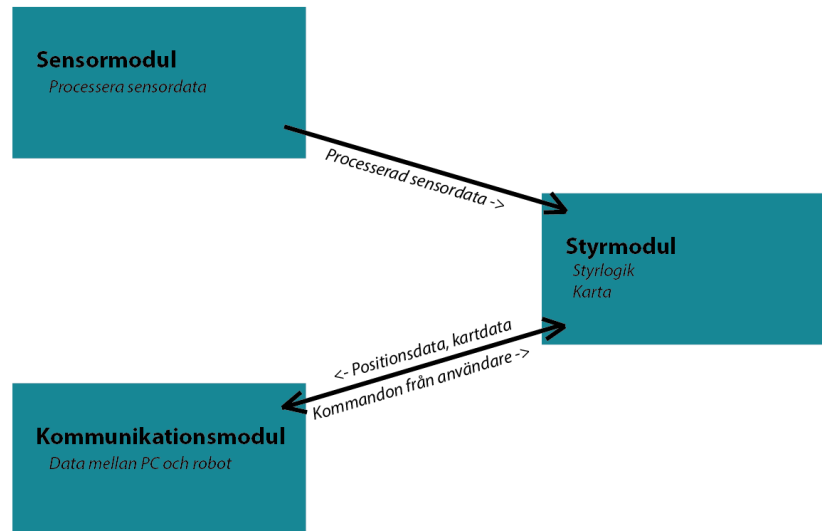 Sensormodul
Processera sensordata
Processerad sensordata ->
Styrmodul
Styrlogik
Karta
<- Positionsdata, kartdata
Kommandon från användare ->
Kommunikationsmodul
Data mellan PC och robot